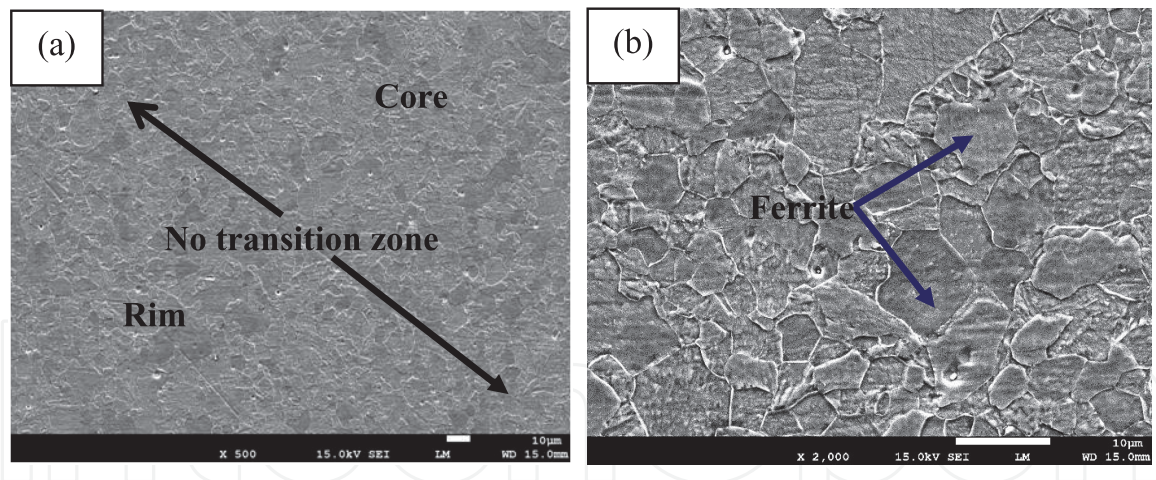 (a)
Core
No transition zone
Rim
10µm
X 500 15.0kV SEI LM WD 15.0mm
(b)
Ferrite
10µm
X 2,000 15.0kV SEI LM WD 15.0mm